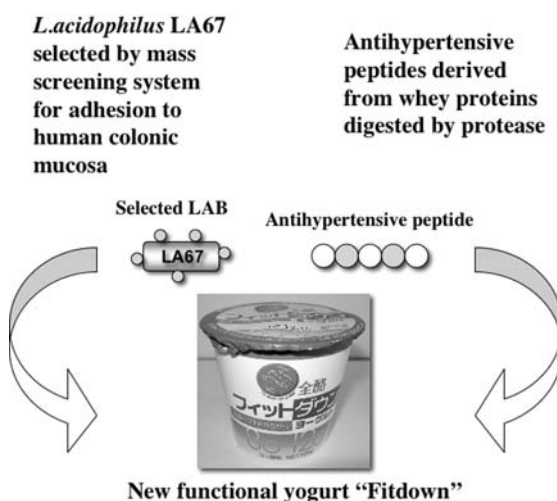 L.acidophilus LA67
selected by mass
screening system
for adhesion to
human colonic
mucosa
Antihypertensive
peptides derived
from whey proteins
digested by protease
Selected LAB
Antihypertensive peptide
LA67
全酪
フィットダウン
ヨーグルト
New functional yogurt “Fitdown”